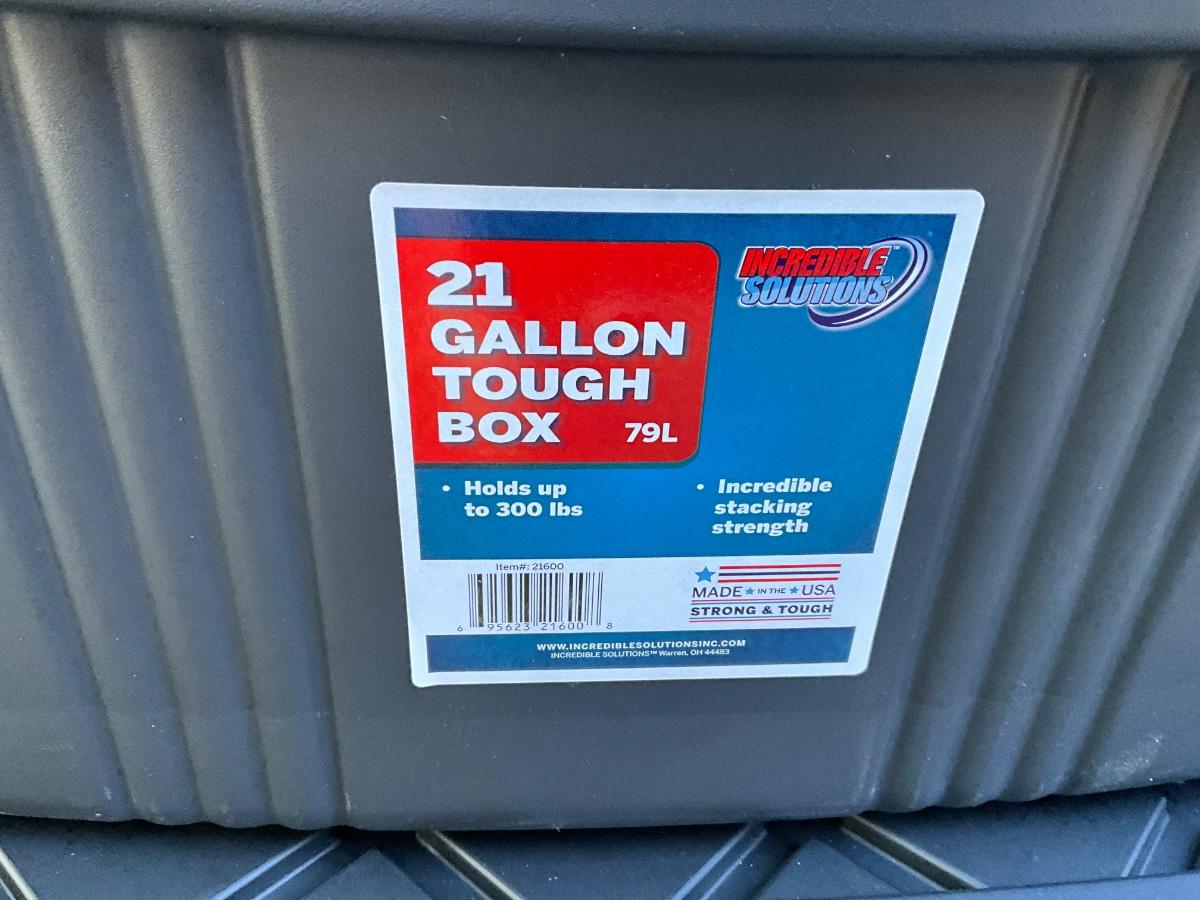 21
GALLON
TOUGH
BOX 79L
INCREDIBLE™
SOLUTIONS
• Holds up
to 300 lbs
• Incredible
stacking
strength
Item#: 21600
6 95623 21600 8
MADE IN THE USA
STRONG & TOUGH
WWW.INCREDIBLESOLUTIONSINC.COM
INCREDIBLE SOLUTIONS™ Warren, OH 44483